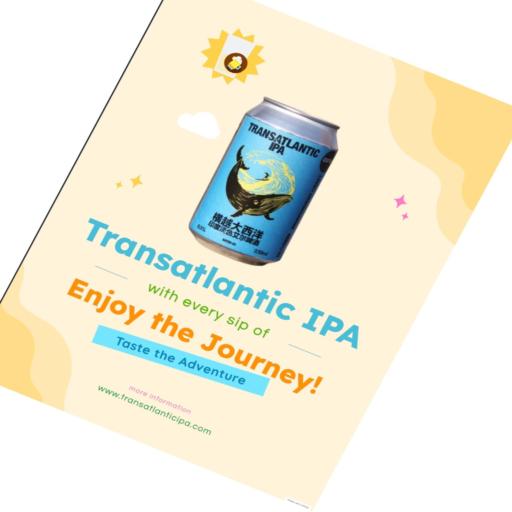 TRANSATLANTIC
IPA
横越大西洋
Transatlantic IPA
with every sip of
Enjoy the Journey!
Taste the Adventure
more information
www.transatlanticipa.com